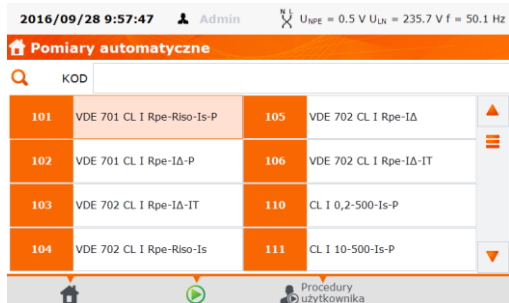 2016/09/28 9:57:47 Admin N L U_NPE = 0.5 V U_LN = 235.7 V f = 50.1 Hz
Pomiary automatyczne
KOD
101 VDE 701 CL I Rpe-Riso-Is-P 105 VDE 702 CL I Rpe-IΔ
102 VDE 701 CL I Rpe-IΔ-P 106 VDE 702 CL I Rpe-IΔ-IT
103 VDE 702 CL I Rpe-IΔ-IT 110 CL I 0,2-500-Is-P
104 VDE 702 CL I Rpe-Riso-Is 111 CL I 10-500-Is-P
Procedury
użytkownika